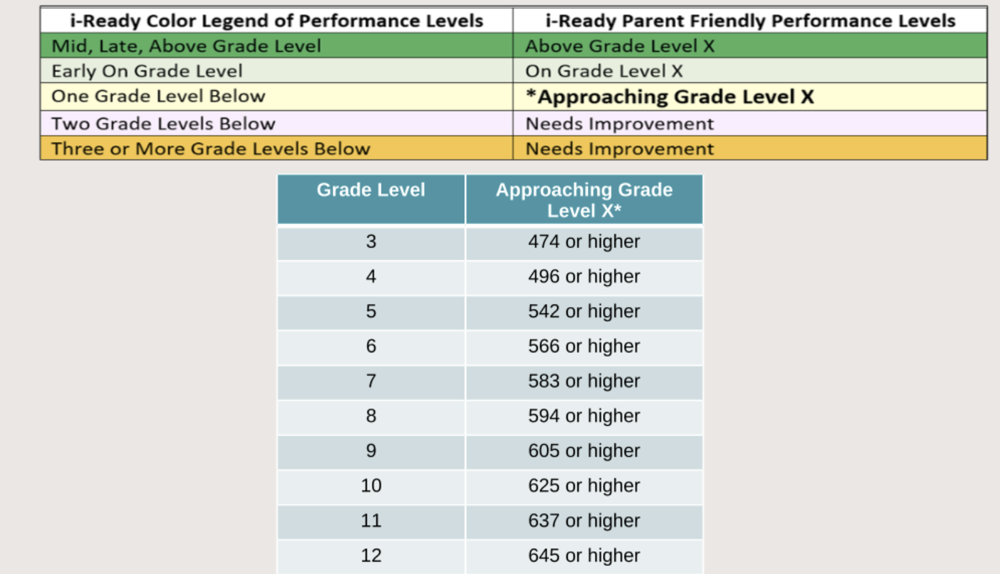 i-Ready Color Legend of Performance Levels i-Ready Parent Friendly Performance Levels
Mid, Late, Above Grade Level Above Grade Level X
Early On Grade Level On Grade Level X
One Grade Level Below *Approaching Grade Level X
Two Grade Levels Below Needs Improvement
Three or More Grade Levels Below Needs Improvement
Grade Level Approaching Grade
Level X*
3 474 or higher
4 496 or higher
5 542 or higher
6 566 or higher
7 583 or higher
8 594 or higher
9 605 or higher
10 625 or higher
11 637 or higher
12 645 or higher